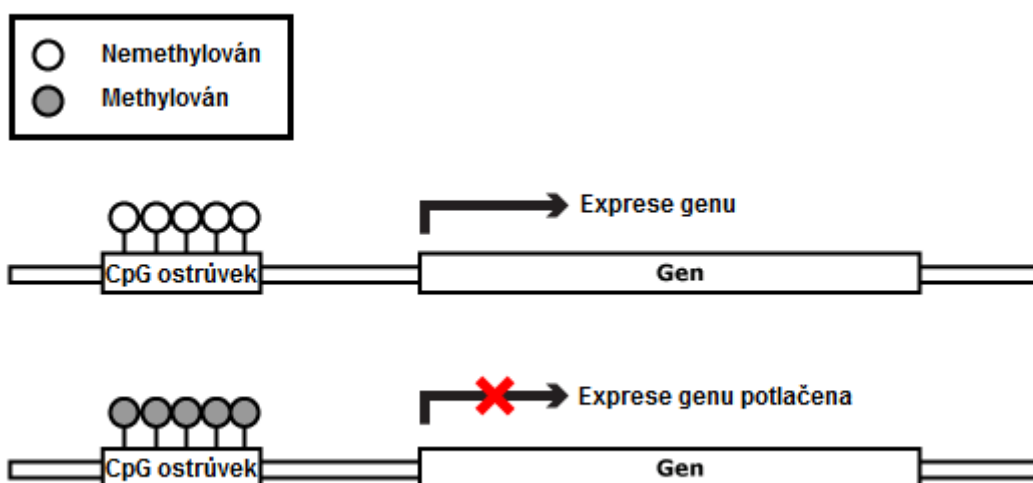 Nemethylován
Methylován
Exprese genu
CpG ostrůvek
Gen
Exprese genu potlačena
CpG ostrůvek
Gen